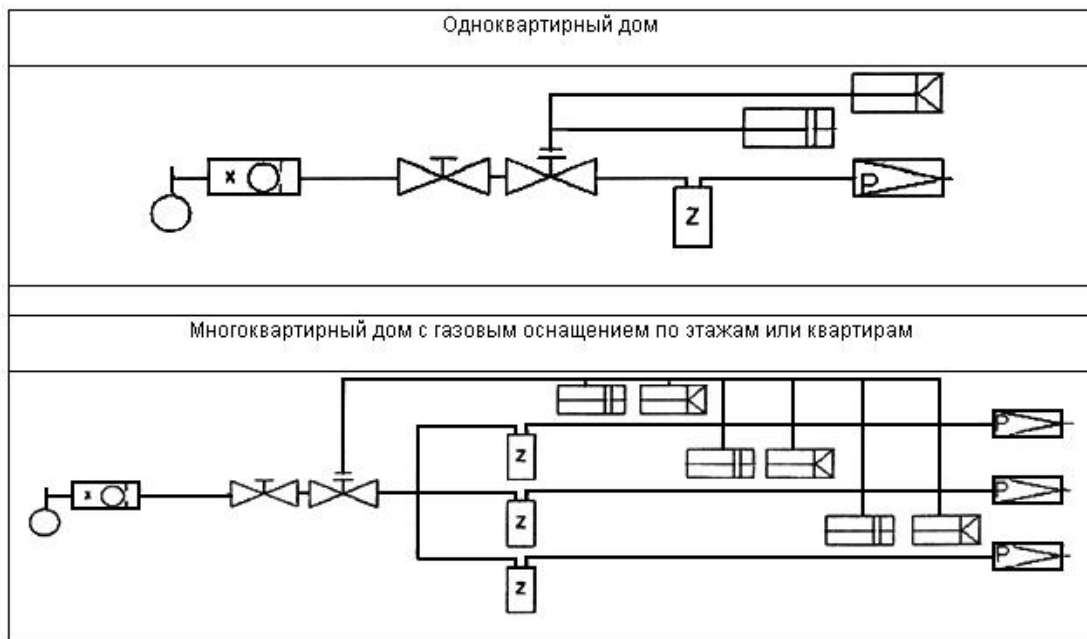 Одноквартирный дом
x
P
Z
Многоквартирный дом с газовым оснащением по этажам или квартирам
P
Z
x
P
Z
P
Z